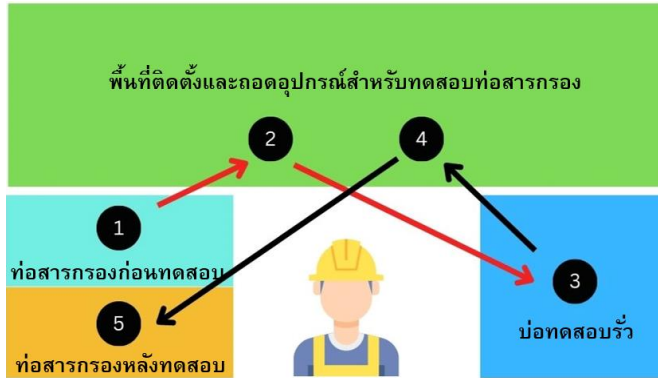 พื้นที่ติดตั้งและถอดอุปกรณ์สำหรับทดสอบท่อสารกรอง
2
4
1
ท่อสารกรองก่อนทดสอบ
3
5
บ่อทดสอบรั่ว
ท่อสารกรองหลังทดสอบ